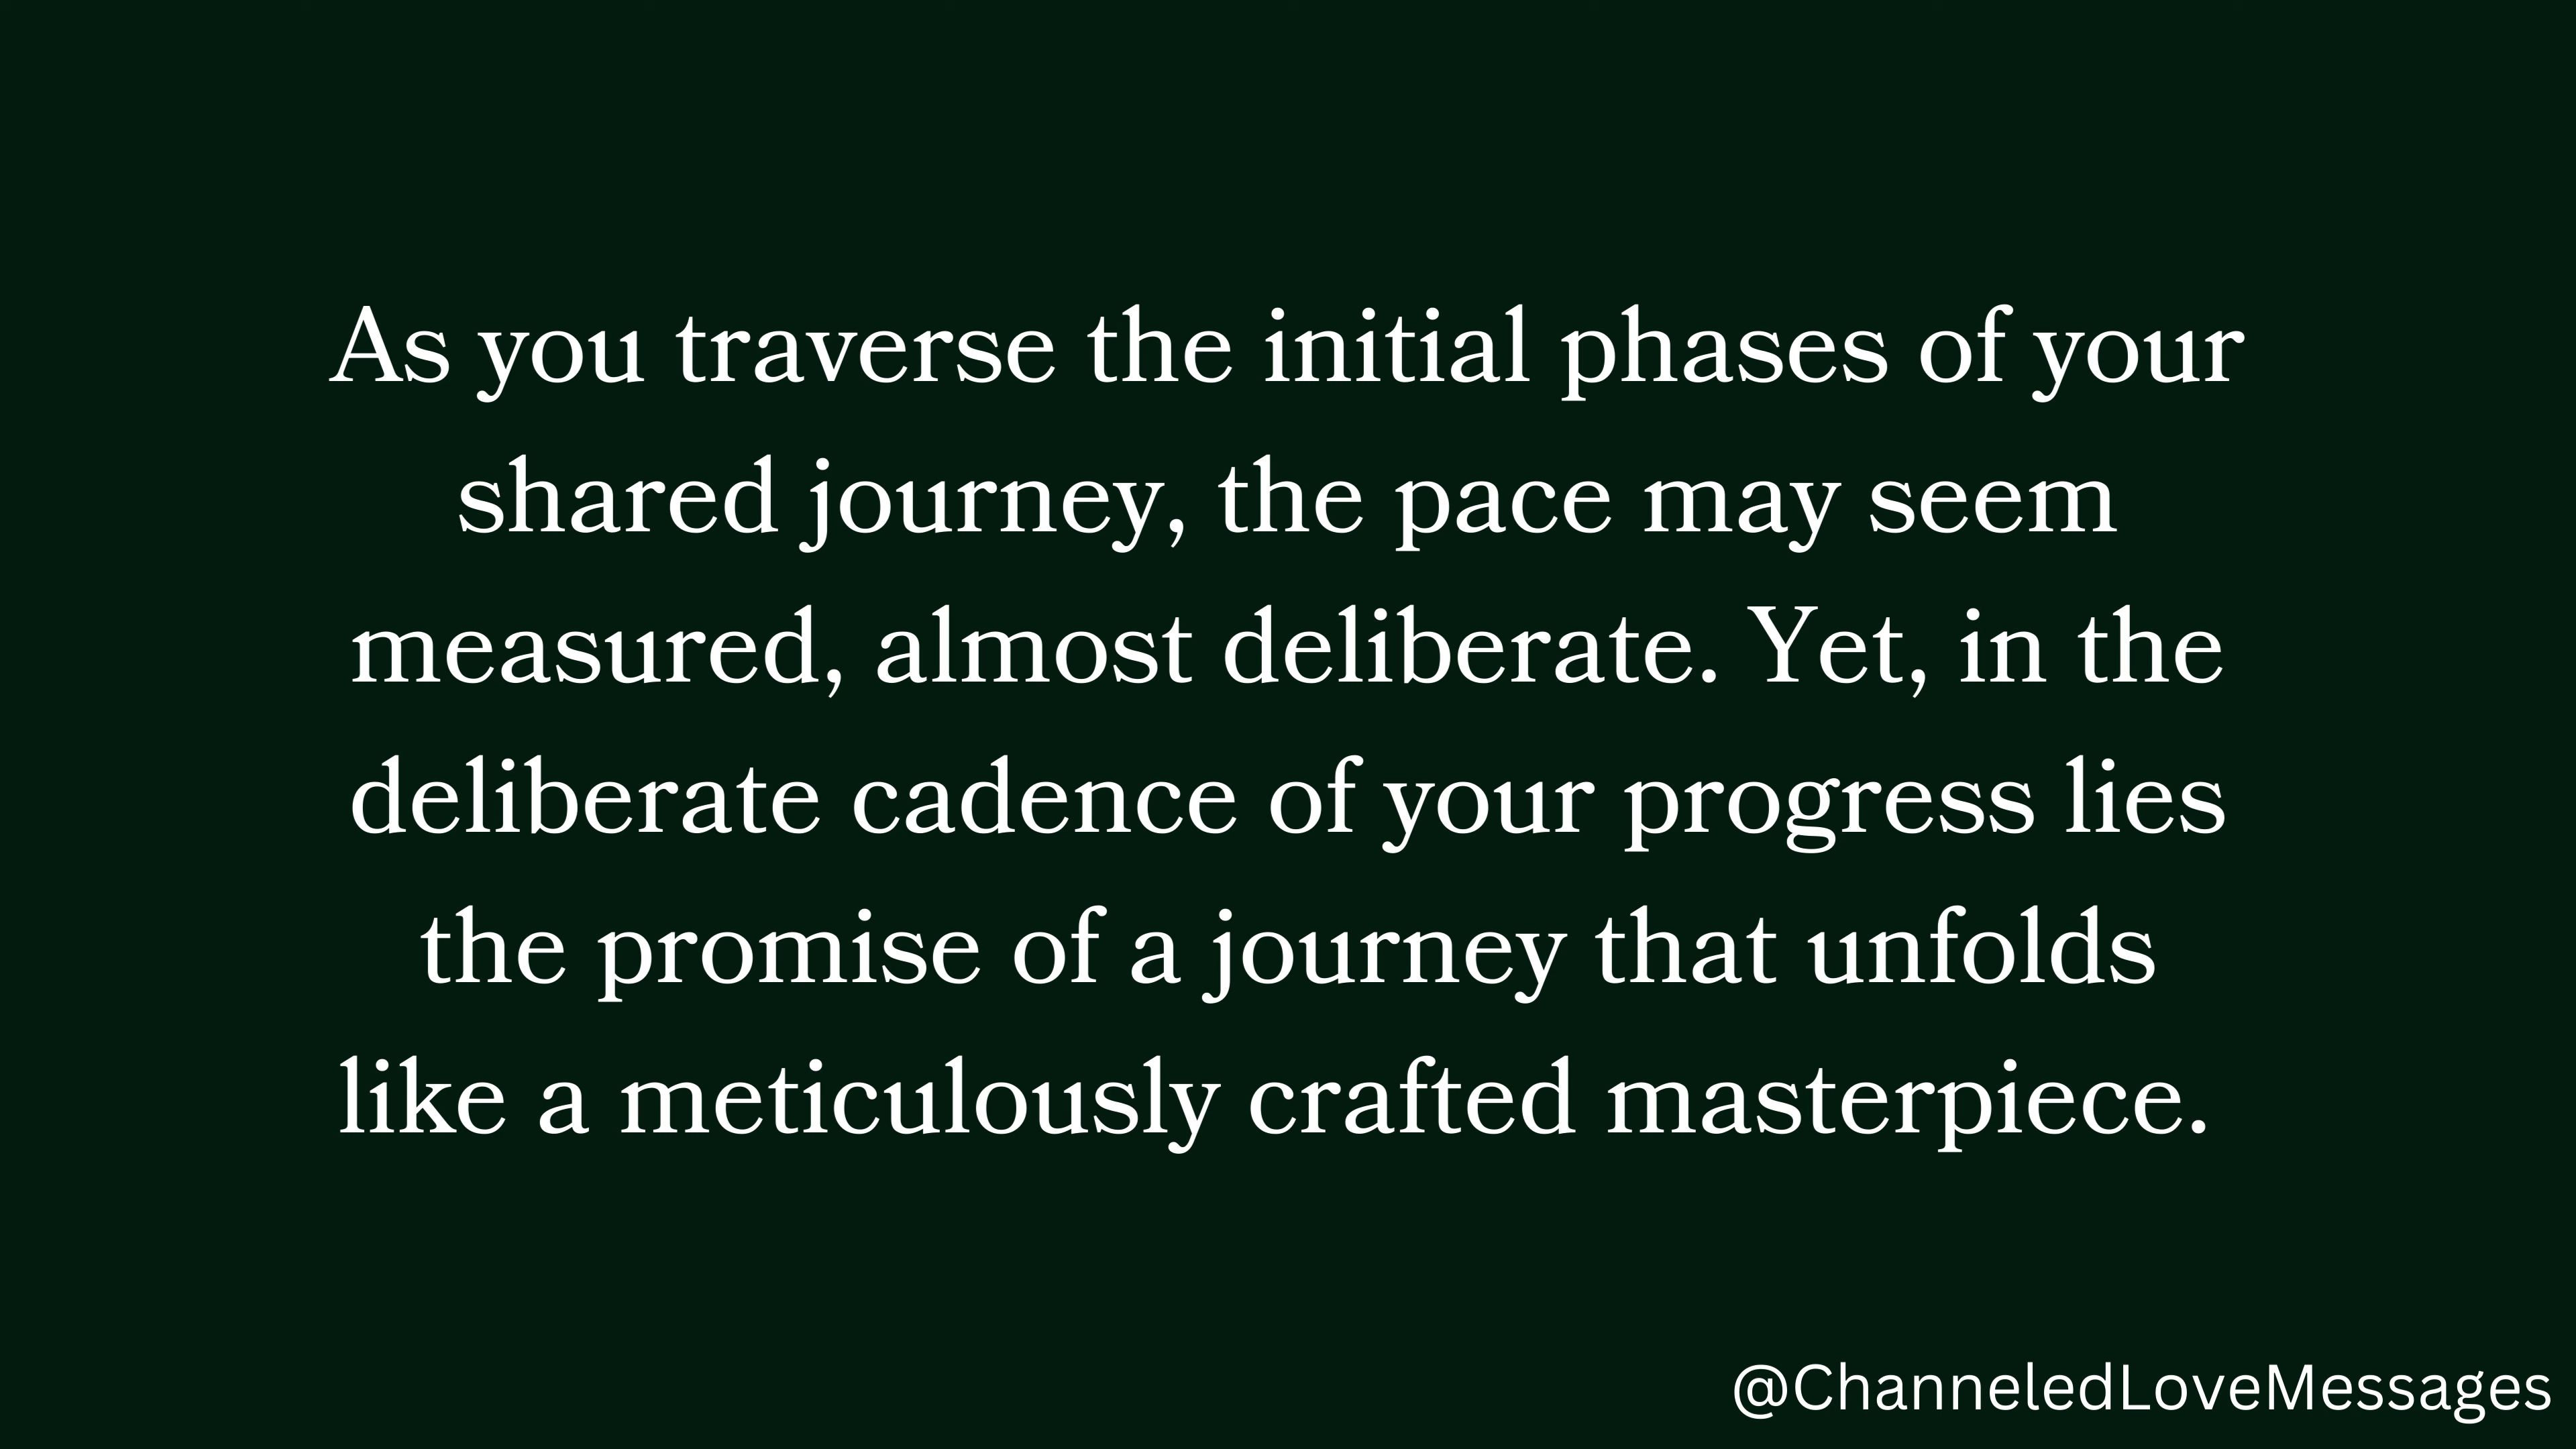 As you traverse the initial phases of your
shared journey, the pace may seem
measured, almost deliberate. Yet, in the
deliberate cadence of your progress lies
the promise of a journey that unfolds
like a meticulously crafted masterpiece.
@ChanneledLoveMessages